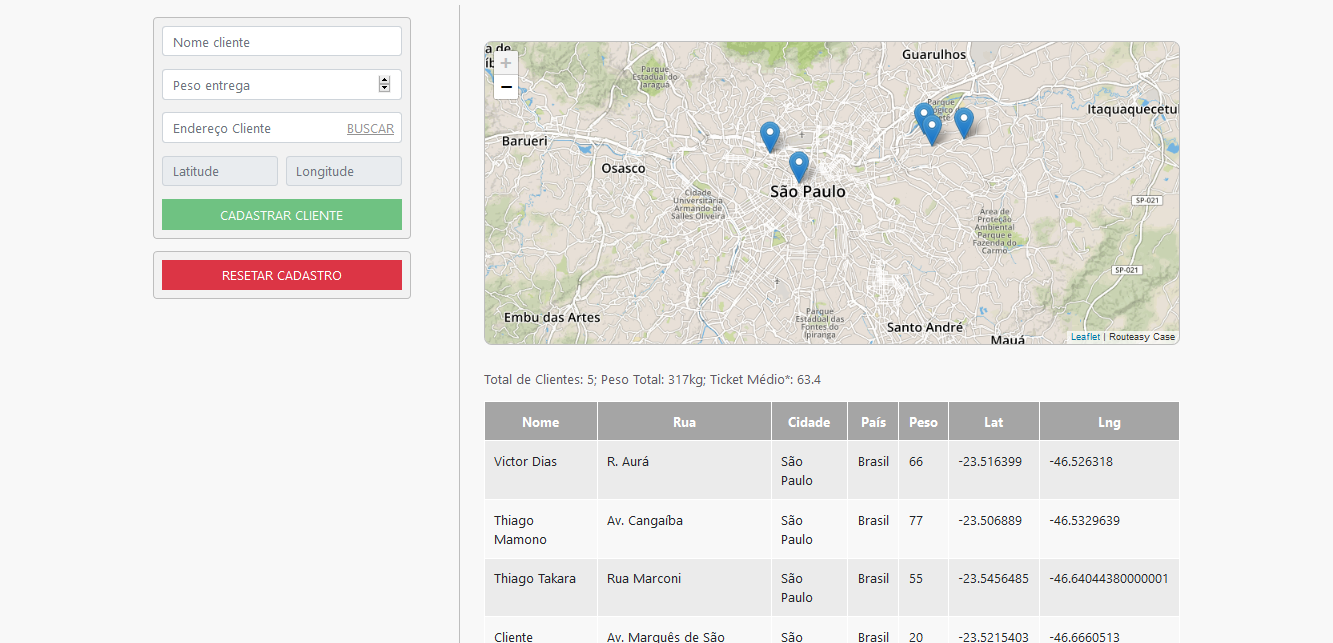 Nome cliente
Peso entrega
Endereço Cliente BUSCAR
Latitude Longitude
CADASTRAR CLIENTE
RESETAR CADASTRO
+
−
a de
Guarulhos
Parque
Estadual do
Jaraguá
Parque
Itaquaquecetu
Barueri
Osasco
São Paulo
Cidade
Universitária
Armando de
Salles Oliveira
SP-021
Área de
Proteção
Ambiental
Parque e
Fazenda do
Carmo
SP-021
Embu das Artes
Parque
Estadual das
Fontes do
Ipiranga
Santo André
Mauá
Leaflet | Routeasy Case
Total de Clientes: 5; Peso Total: 317kg; Ticket Médio*: 63.4
Nome Rua Cidade País Peso Lat Lng
Victor Dias R. Aurá São Paulo Brasil 66 -23.516399 -46.526318
Thiago Mamono Av. Cangaíba São Paulo Brasil 77 -23.506889 -46.5329639
Thiago Takara Rua Marconi São Paulo Brasil 55 -23.5456485 -46.64044380000001
Cliente Av. Marquês de São São Brasil 20 -23.5215403 -46.6660513